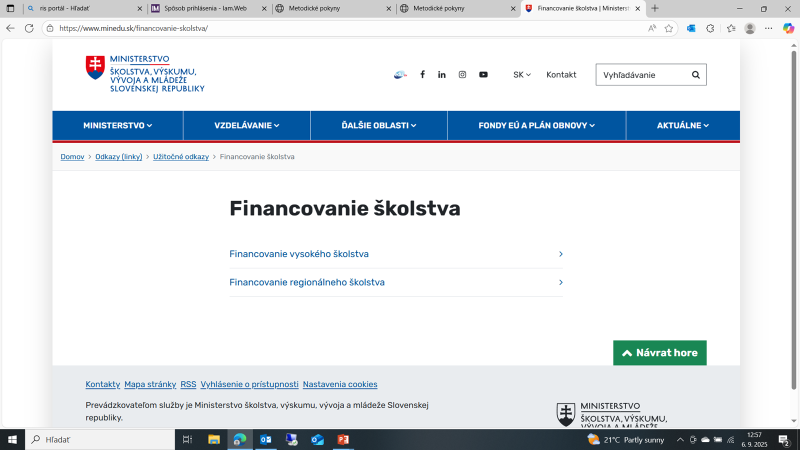 ris portál - Hľadať
Spôsob prihlásenia - Iam.Web
Metodické pokyny
Metodické pokyny
Financovanie školstva | Ministers
https://www.minedu.sk/financovanie-skolstva/
MINISTERSTVO
ŠKOLSTVA, VÝSKUMU,
VÝVOJA A MLÁDEŽE
SLOVENSKEJ REPUBLIKY
SK
Kontakt
Vyhľadávanie
MINISTERSTVO
VZDELÁVANIE
ĎALŠIE OBLASTI
FONDY EÚ A PLÁN OBNOVY
AKTUÁLNE
Domov > Odkazy (linky) > Užitočné odkazy > Financovanie školstva
Financovanie školstva
Financovanie vysokého školstva
Financovanie regionálneho školstva
Návrat hore
Kontakty Mapa stránky RSS Vyhlásenie o prístupnosti Nastavenia cookies
Prevádzkovateľom služby je Ministerstvo školstva, výskumu, vývoja a mládeže Slovenskej
republiky.
MINISTERSTVO
ŠKOLSTVA, VÝSKUMU,
VÝVOJA A MLÁDEŽE
Hľadať
21°C Partly sunny
12:57
6. 9. 2025
2